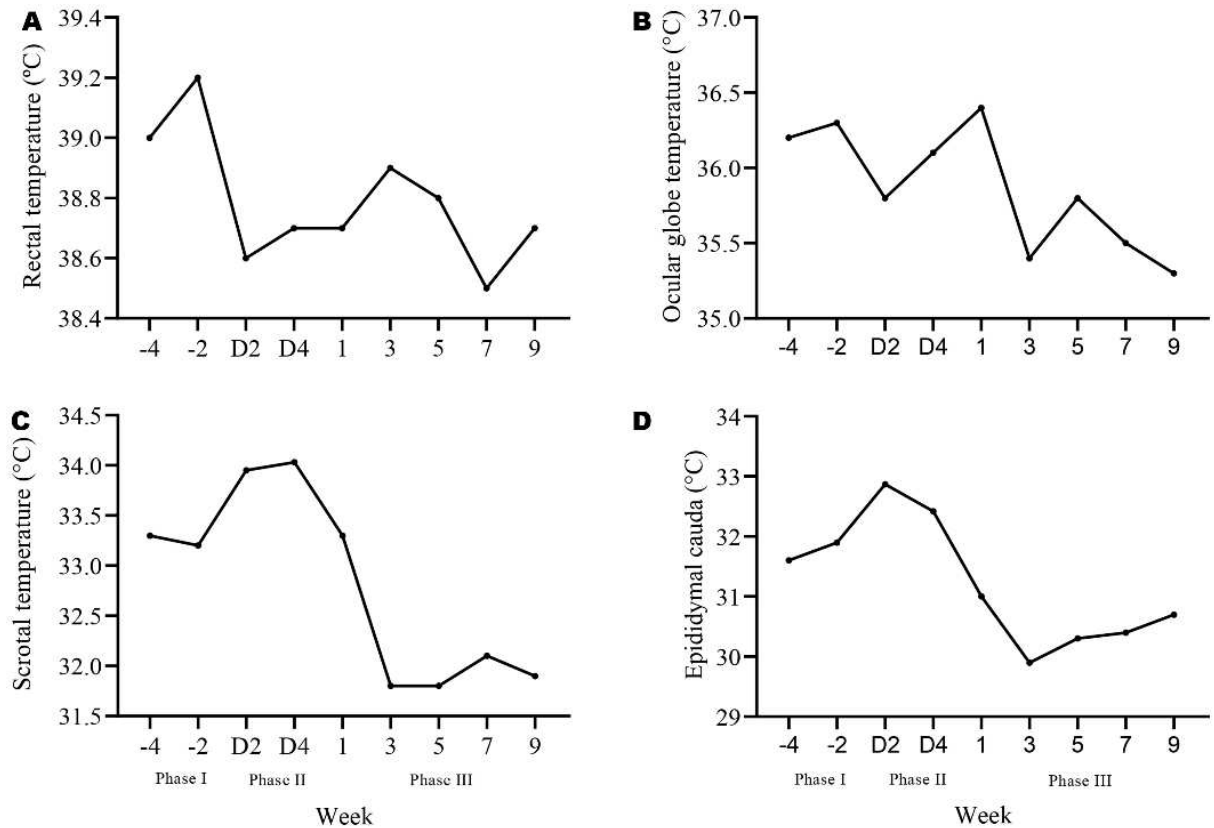 A
Rectal temperature (ºC)
39.4
39.2
39.0
38.8
38.6
38.4
-4 -2 D2 D4 1 3 5 7 9
B
Ocular globe temperature (°C)
37.0
36.5
36.0
35.5
35.0
-4 -2 D2 D4 1 3 5 7 9
C
Scrotal temperature (°C)
34.5
34.0
33.5
33.0
32.5
32.0
31.5
-4 -2 D2 D4 1 3 5 7 9
Phase I Phase II Phase III
Week
D
Epididymal cauda (°C)
34
33
32
31
30
29
-4 -2 D2 D4 1 3 5 7 9
Phase I Phase II Phase III
Week